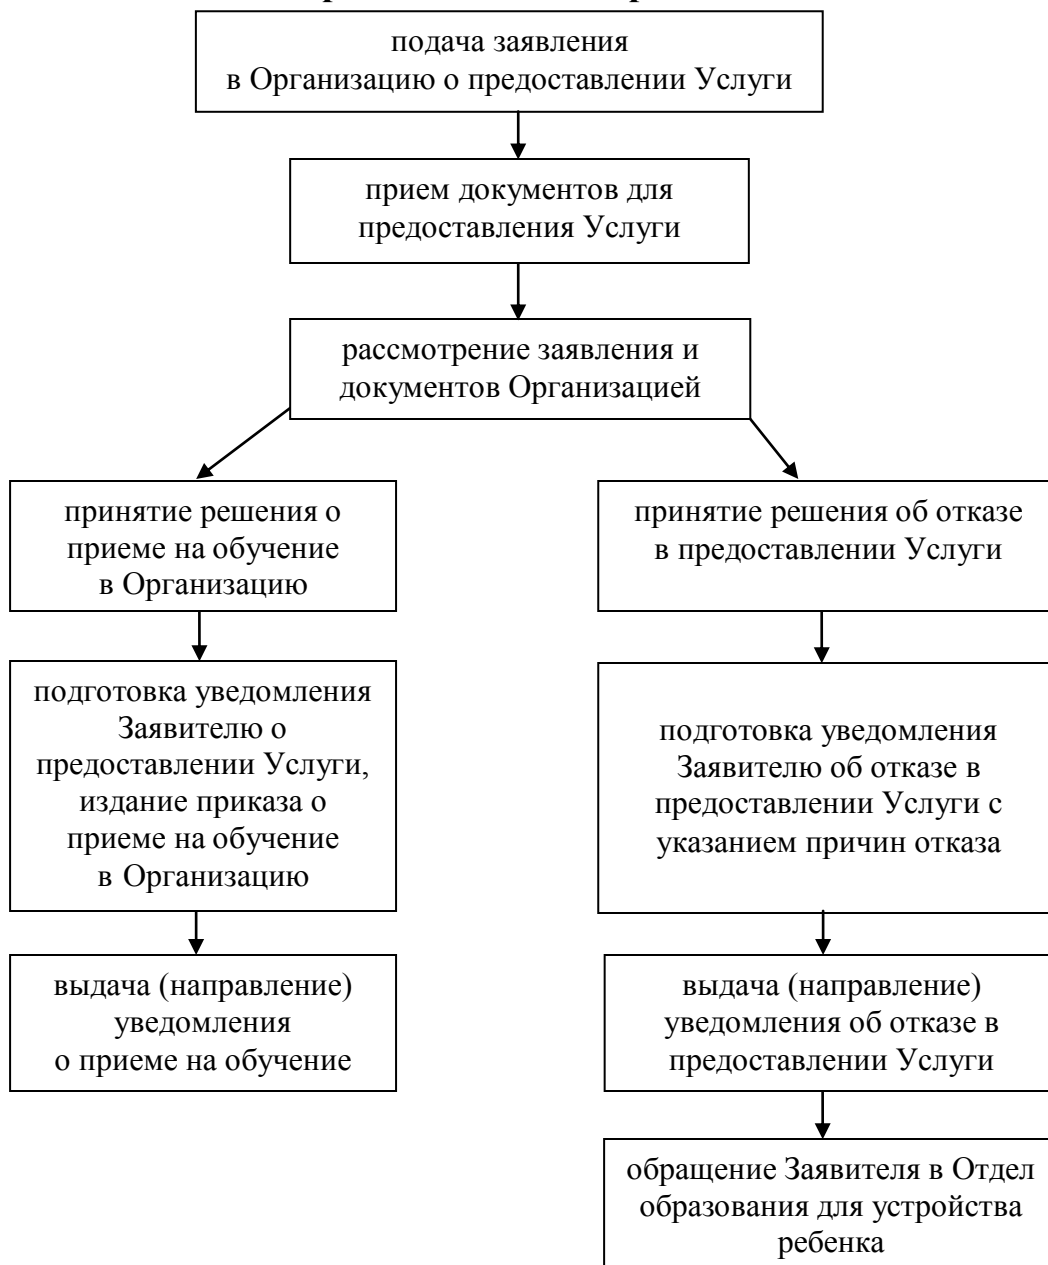 подача заявления
в Организацию о предоставлении Услуги
прием документов для
предоставления Услуги
рассмотрение заявления и
документов Организацией
принятие решения о
приеме на обучение
в Организацию
принятие решения об отказе
в предоставлении Услуги
подготовка уведомления
Заявителю о
предоставлении Услуги,
издание приказа о
приеме на обучение
в Организацию
подготовка уведомления
Заявителю об отказе в
предоставлении Услуги с
указанием причин отказа
выдача (направление)
уведомления
о приеме на обучение
выдача (направление)
уведомления об отказе в
предоставлении Услуги
обращение Заявителя в Отдел
образования для устройства
ребенка